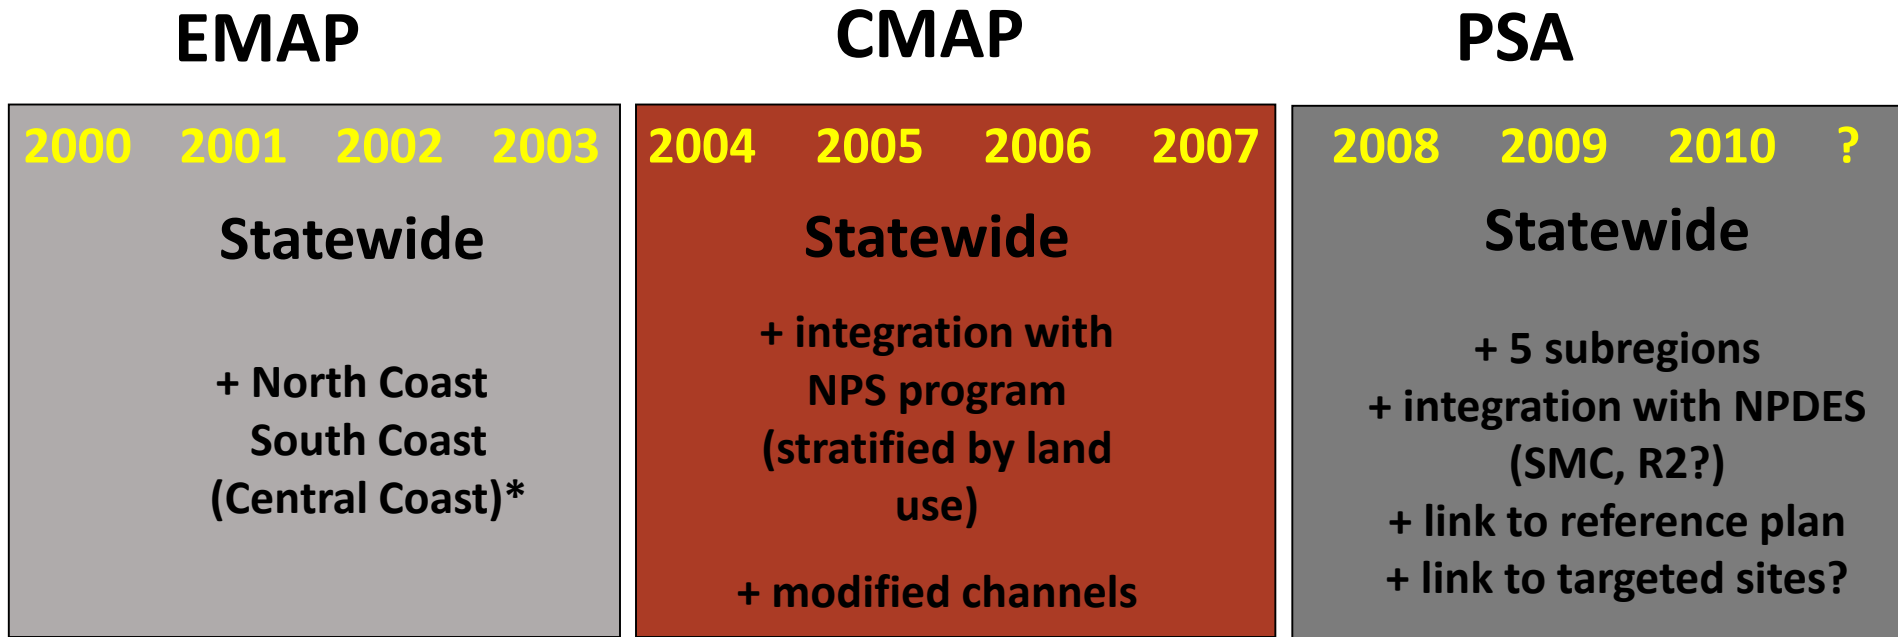 EMAP
2000 2001 2002 2003
Statewide
+ North Coast
South Coast
(Central Coast)*
CMAP
2004 2005 2006 2007
Statewide
+ integration with
NPS program
(stratified by land
use)
+ modified channels
PSA
2008 2009 2010 ?
Statewide
+ 5 subregions
+ integration with NPDES
(SMC, R2?)
+ link to reference plan
+ link to targeted sites?